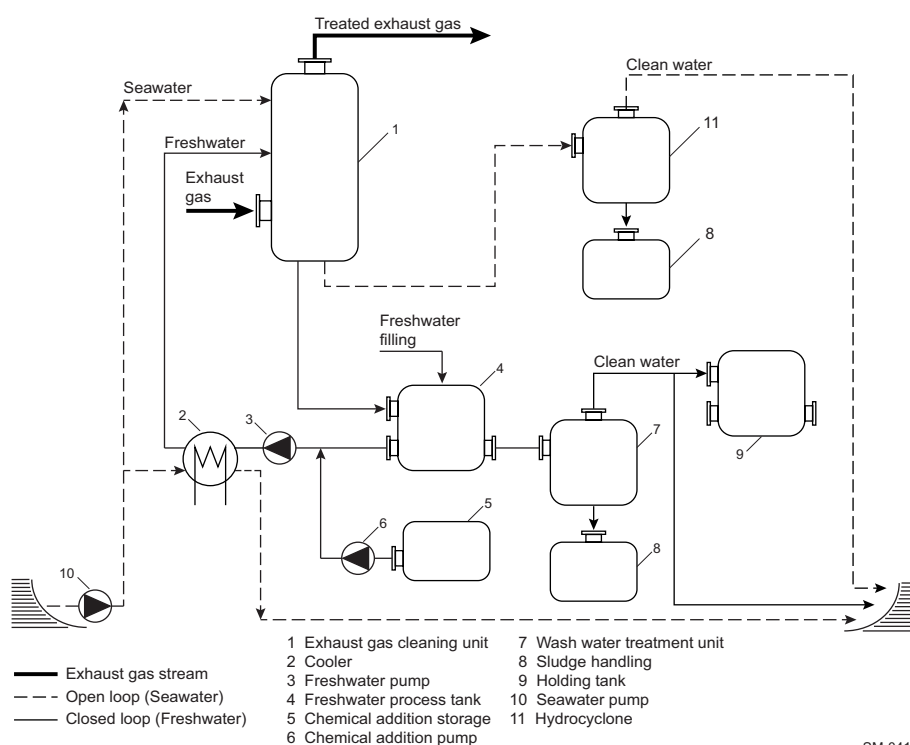 Treated exhaust gas
Clean water
Seawater
11
1
Freshwater
Exhaust
gas
8
Freshwater
filling
Clean water
4
2
3
7
9
5
6
8
10
1 Exhaust gas cleaning unit
2 Cooler
3 Freshwater pump
4 Freshwater process tank
5 Chemical addition storage
6 Chemical addition pump
7 Wash water treatment unit
8 Sludge handling
9 Holding tank
10 Seawater pump
11 Hydrocyclone
Exhaust gas stream
Open loop (Seawater)
Closed loop (Freshwater)